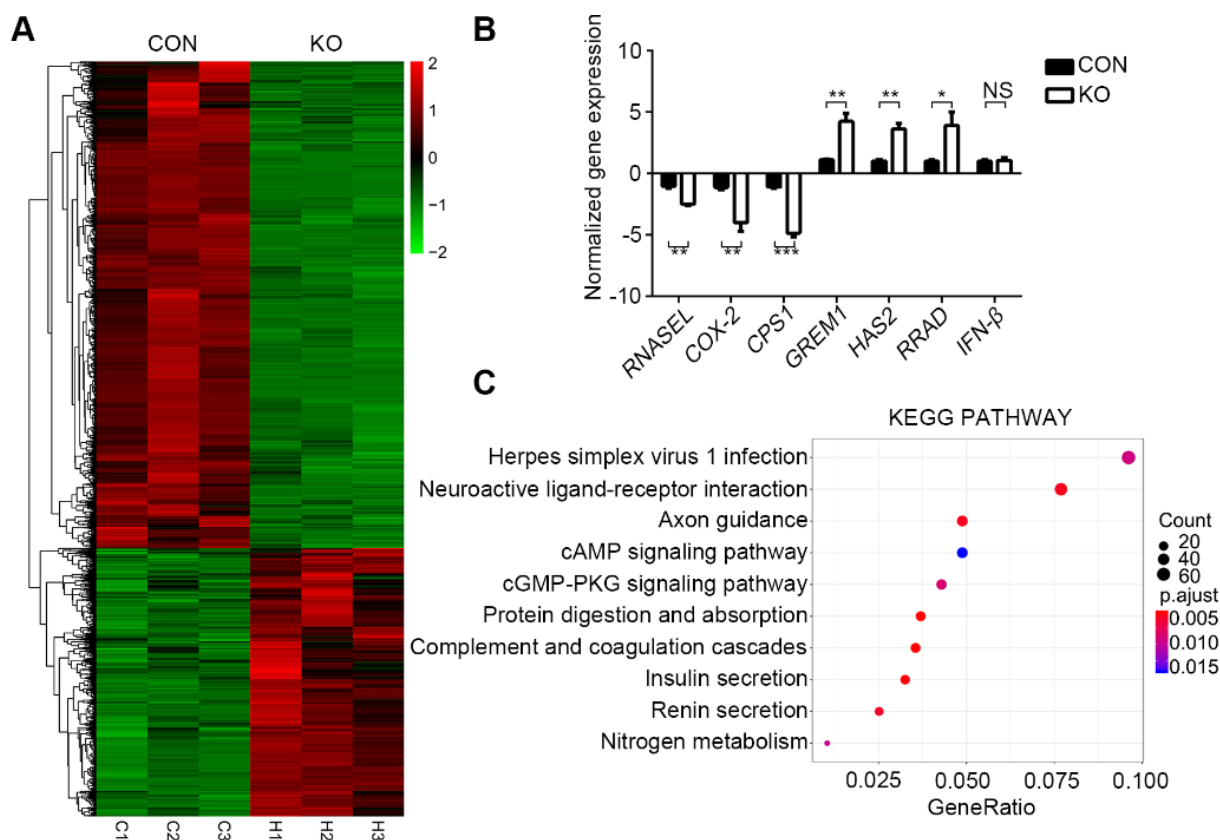 A
CON KO
2
1
0
−1
−2
C1
C2
C3
H1
H2
H3
B
Normalized gene expression
10
5
0
-5
-10
** ** * NS
** ** ***
CON
KO
RNASEL
COX-2
CPS1
GREM1
HAS2
RRAD
IFN-β
C
KEGG PATHWAY
Herpes simplex virus 1 infection
Neuroactive ligand-receptor interaction
Axon guidance
cAMP signaling pathway
cGMP-PKG signaling pathway
Protein digestion and absorption
Complement and coagulation cascades
Insulin secretion
Renin secretion
Nitrogen metabolism
0.025 0.050 0.075 0.100
GeneRatio
Count
20
40
60
p.ajust
0.005
0.010
0.015